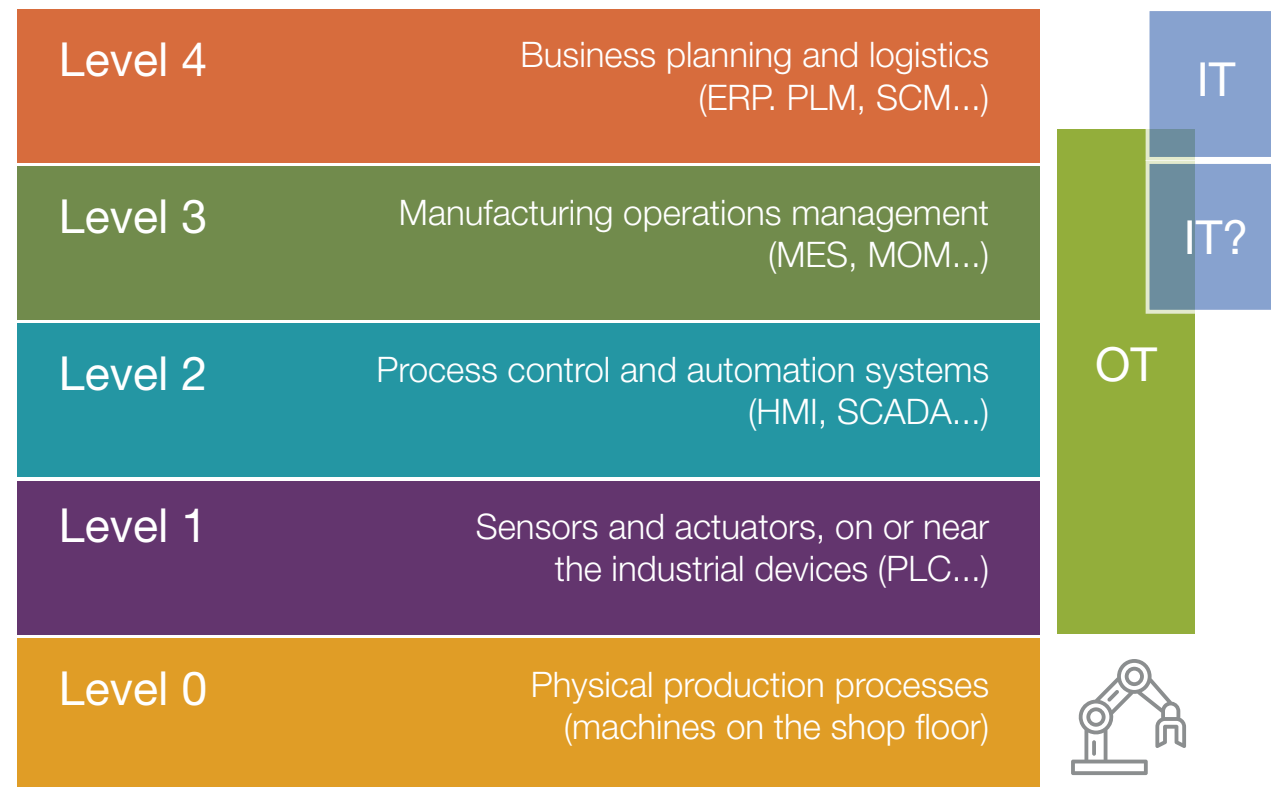 Level 4
Business planning and logistics
(ERP. PLM, SCM...)
IT
Level 3
Manufacturing operations management
(MES, MOM...)
IT?
Level 2
Process control and automation systems
(HMI, SCADA...)
OT
Level 1
Sensors and actuators, on or near
the industrial devices (PLC...)
Level 0
Physical production processes
(machines on the shop floor)